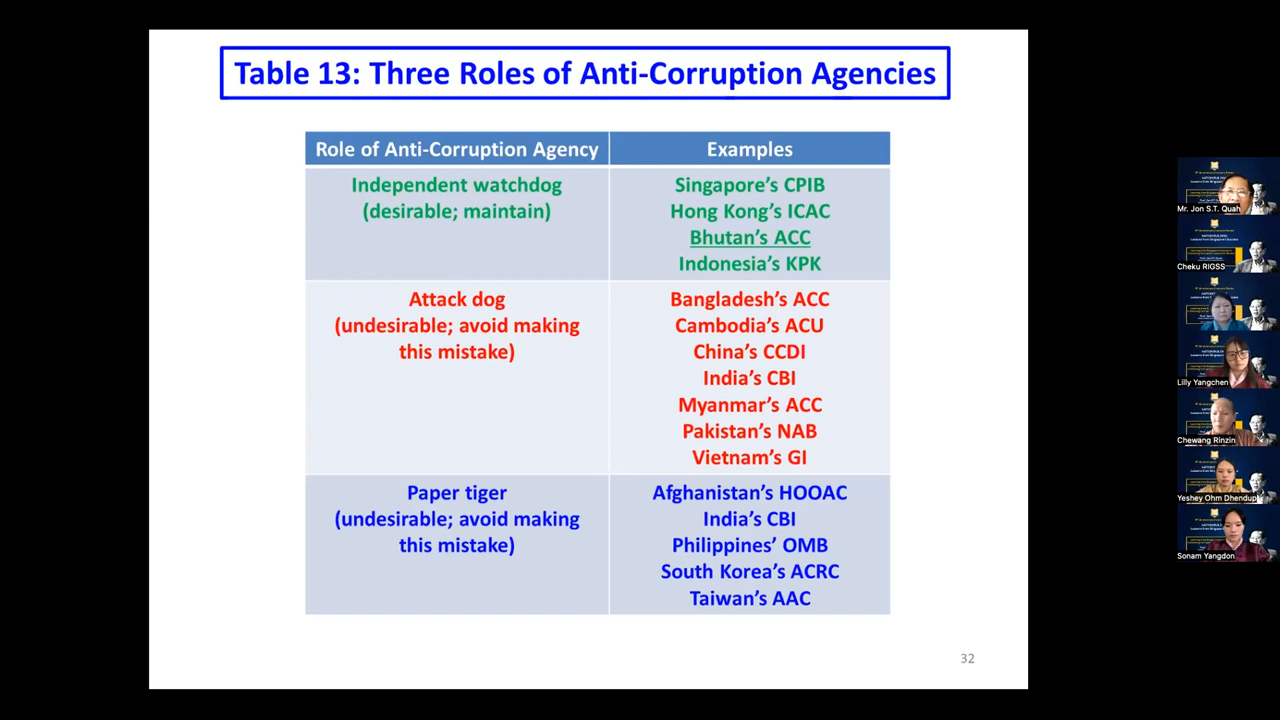 Table 13: Three Roles of Anti-Corruption Agencies
Role of Anti-Corruption Agency
Examples
Independent watchdog
(desirable; maintain)
Singapore's CPIB
Hong Kong's ICAC
Bhutan's ACC
Indonesia's KPK
Attack dog
(undesirable; avoid making
this mistake)
Bangladesh's ACC
Cambodia's ACU
China's CCDI
India's CBI
Myanmar's ACC
Pakistan's NAB
Vietnam's GI
Paper tiger
(undesirable; avoid making
this mistake)
Afghanistan's HOOAC
India's CBI
Philippines' OMB
South Korea's ACRC
Taiwan's AAC
32
Mr. Jon S.T. Quah
Cheku RIGSS
Lilly Yangchen
Chewang Rinzin
Yeshey Ohm Dhendup
Sonam Yangdon